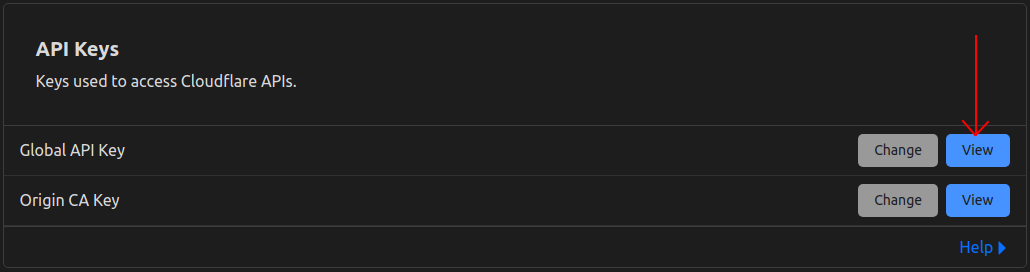 API Keys
Keys used to access Cloudflare APIs.
Global API Key Change View
Origin CA Key Change View
Help